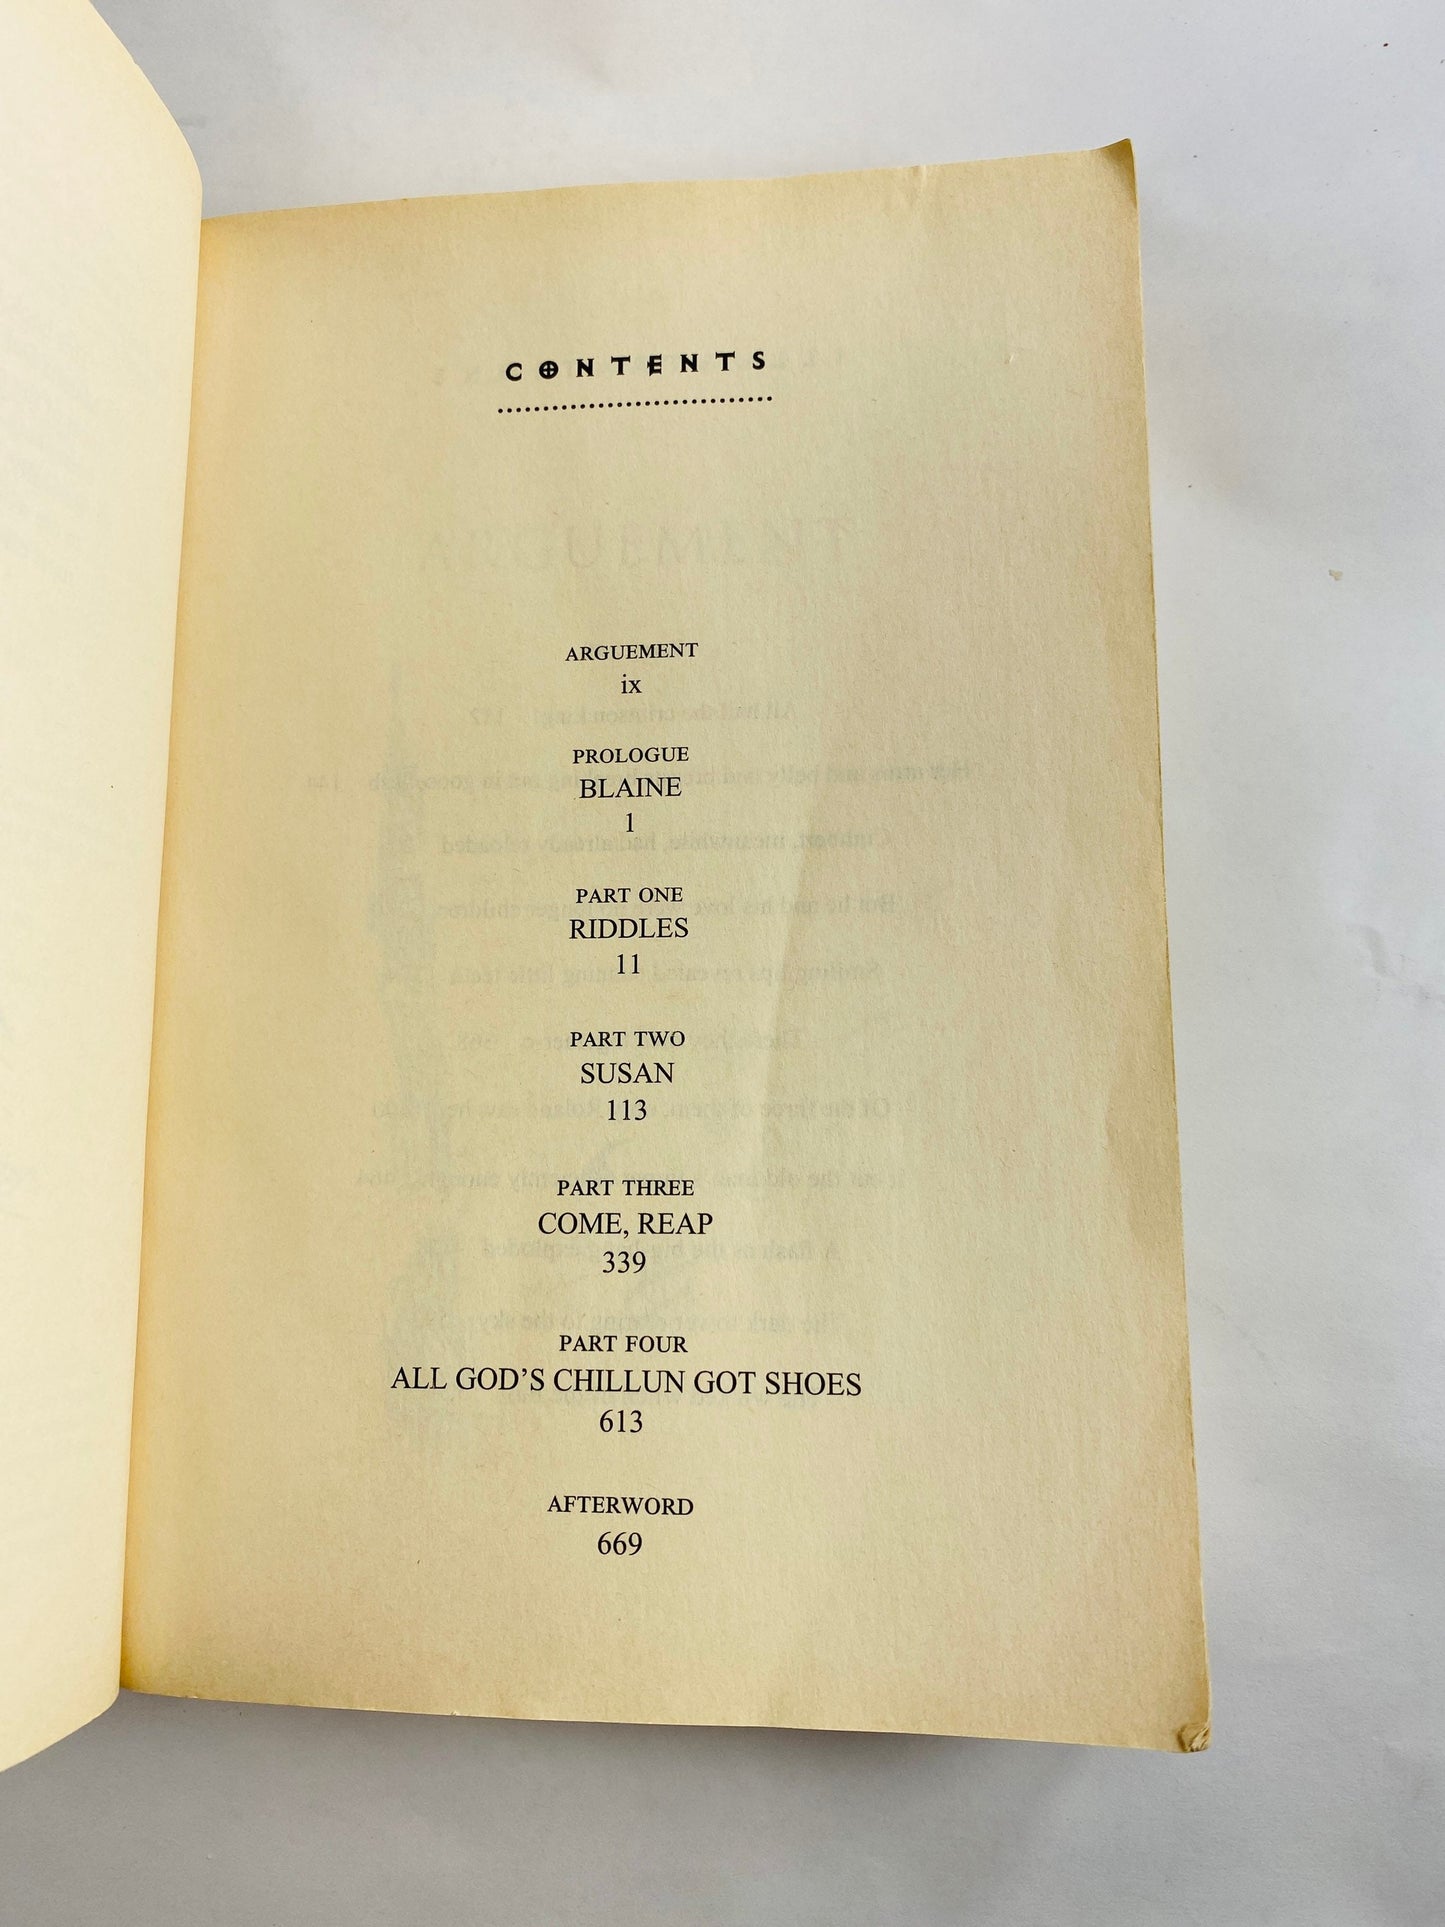 CONTENTS
ARGUEMENT
ix
PROLOGUE
BLAINE
1
PART ONE
RIDDLES
11
PART TWO
SUSAN
113
PART THREE
COME, REAP
339
PART FOUR
ALL GOD'S CHILLUN GOT SHOES
613
AFTERWORD
669